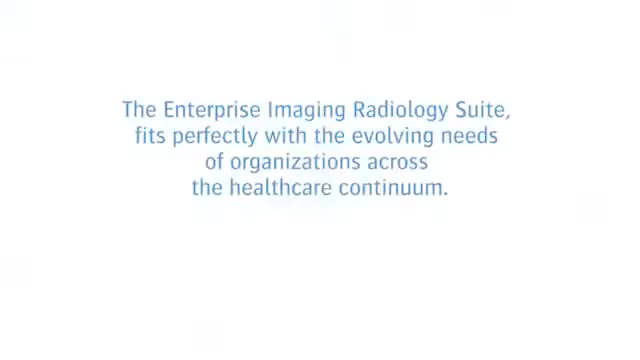 The Enterprise Imaging Radiology Suite,
fits perfectly with the evolving needs
of organizations across
the healthcare continuum.